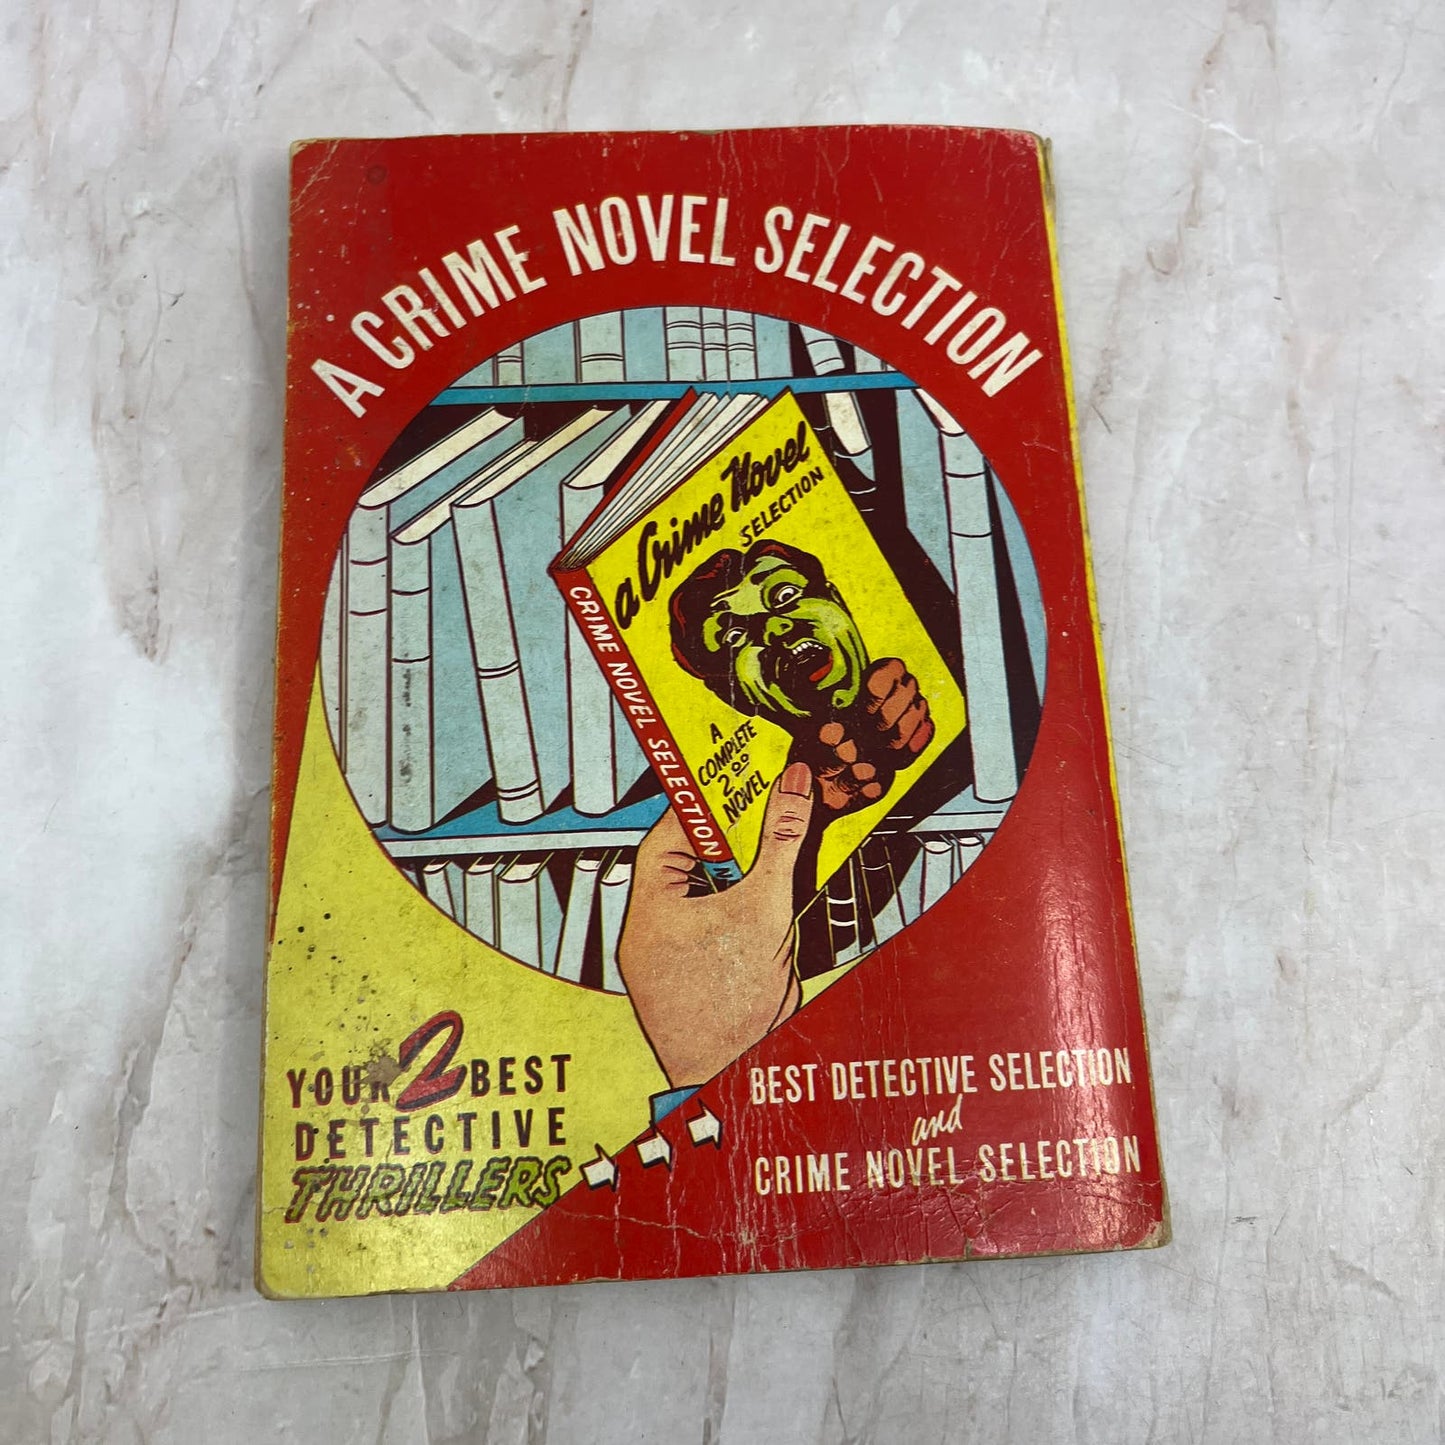 A CRIME NOVEL SELECTION
a Crime Novel
SELECTION
CRIME NOVEL SELECTION
A
COMPLETE
2.00
NOVEL
YOUR 2 BEST
DETECTIVE
THRILLERS
BEST DETECTIVE SELECTION
and
CRIME NOVEL SELECTION